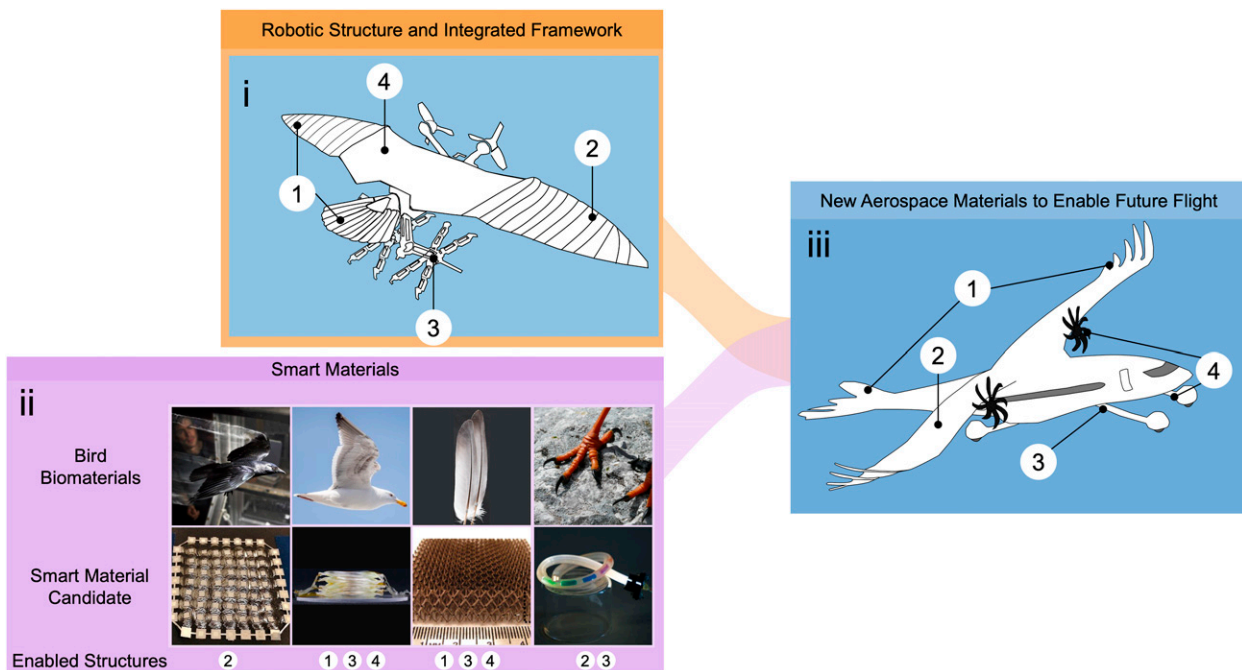 Robotic Structure and Integrated Framework
i
4
2
1
3
New Aerospace Materials to Enable Future Flight
iii
1
2
4
3
Smart Materials
ii
Bird
Biomaterials
Smart Material
Candidate
Enabled Structures 2 1 3 4 1 3 4 2 3